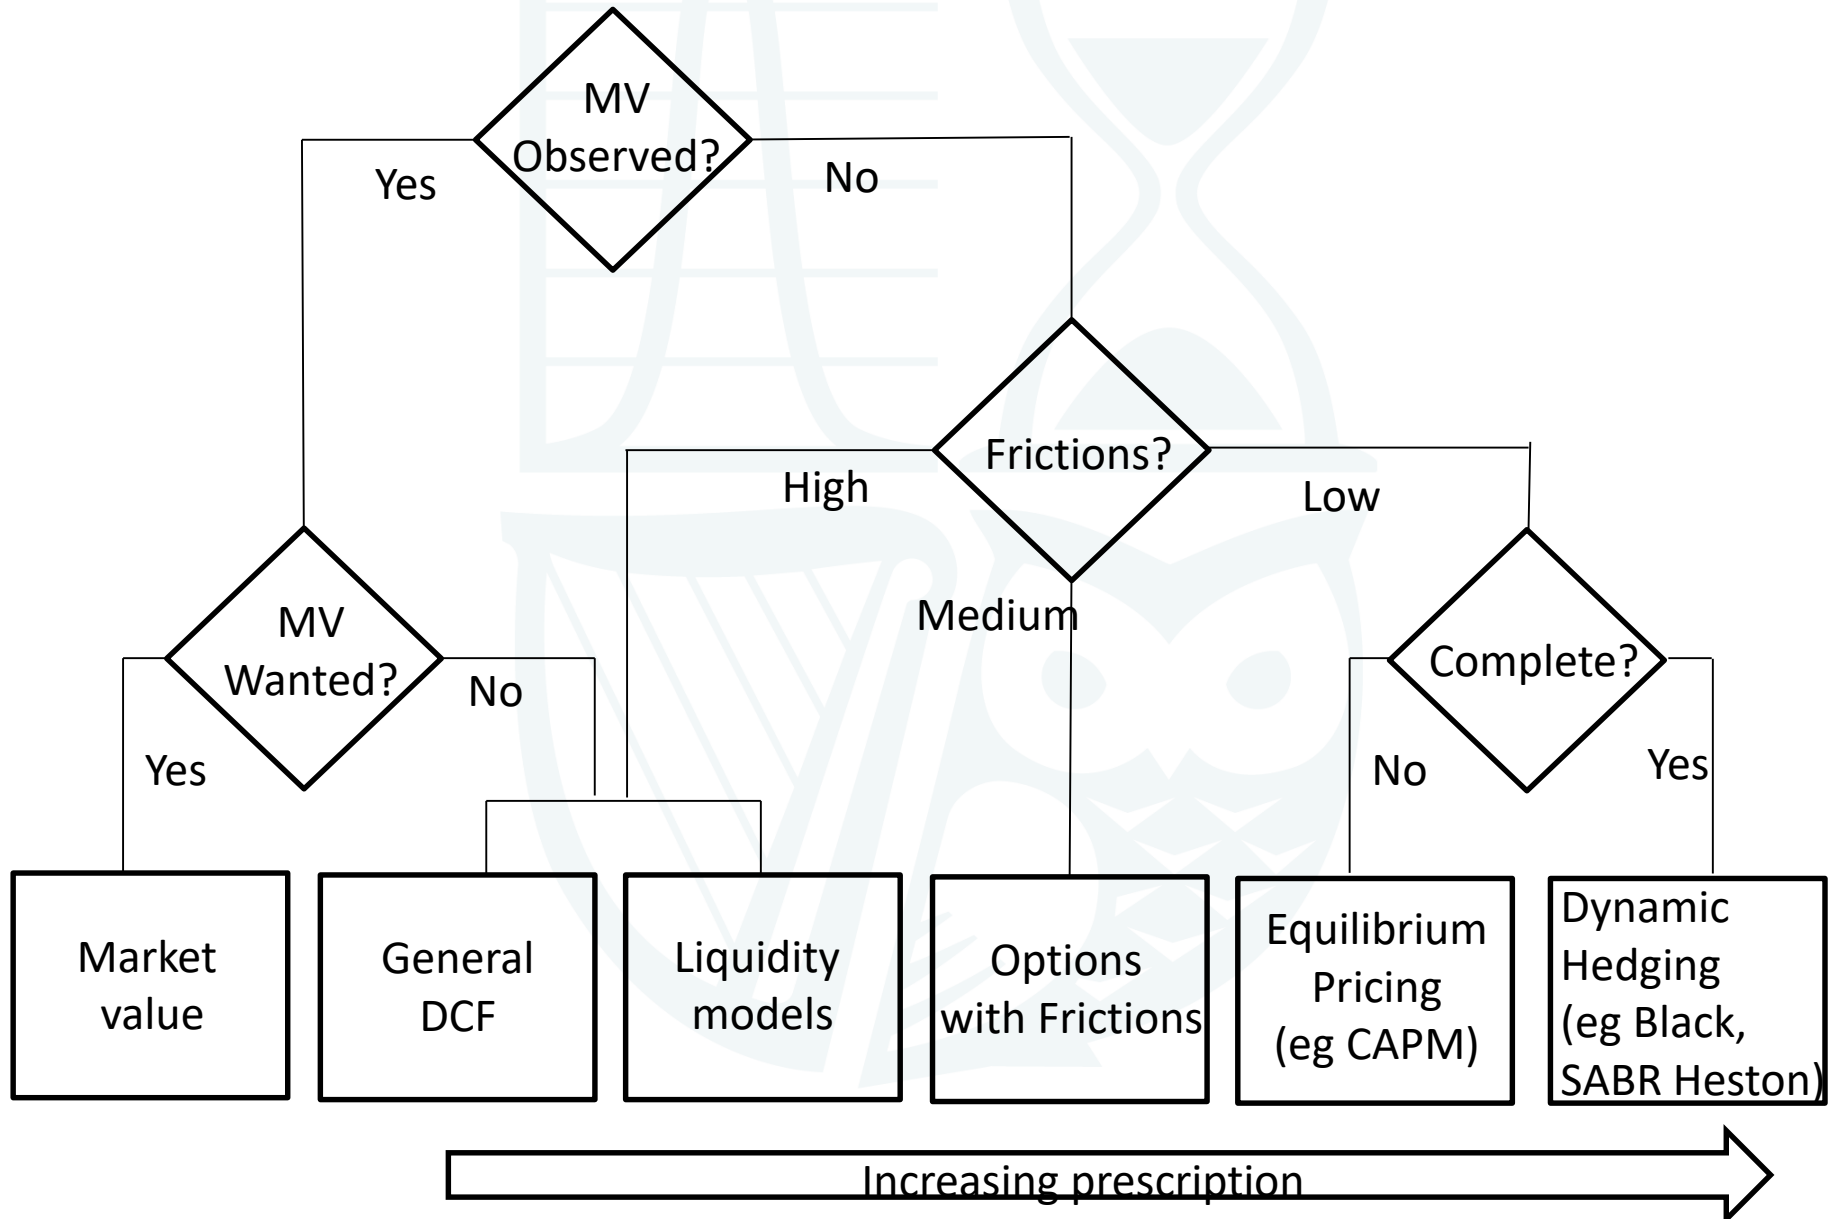 MV
Observed?
Yes
No
Frictions?
High
Low
Medium
MV
Wanted?
No
Yes
Complete?
No
Yes
Market
value
General
DCF
Liquidity
models
Options
with Frictions
Equilibrium
Pricing
(eg CAPM)
Dynamic
Hedging
(eg Black,
SABR Heston)
Increasing prescription